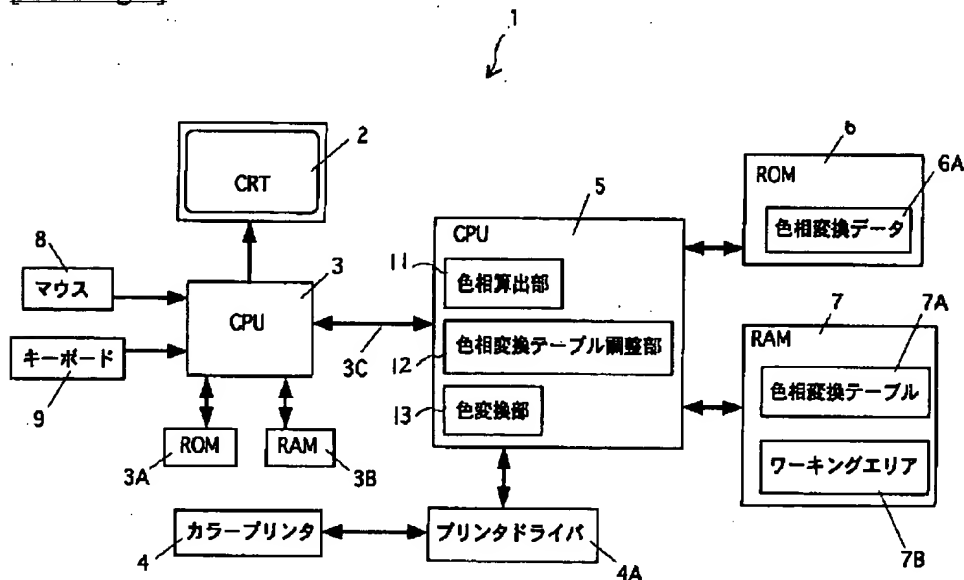 1
2
CRT
8
マウス
3
CPU
キーボード
9
3C
ROM
3A
RAM
3B
5
CPU
11
色相算出部
12
色相変換テーブル調整部
13
色変換部
6
ROM
6A
色相変換データ
7
RAM
7A
色相変換テーブル
ワーキングエリア
7B
カラープリンタ
4
プリンタドライバ
4A